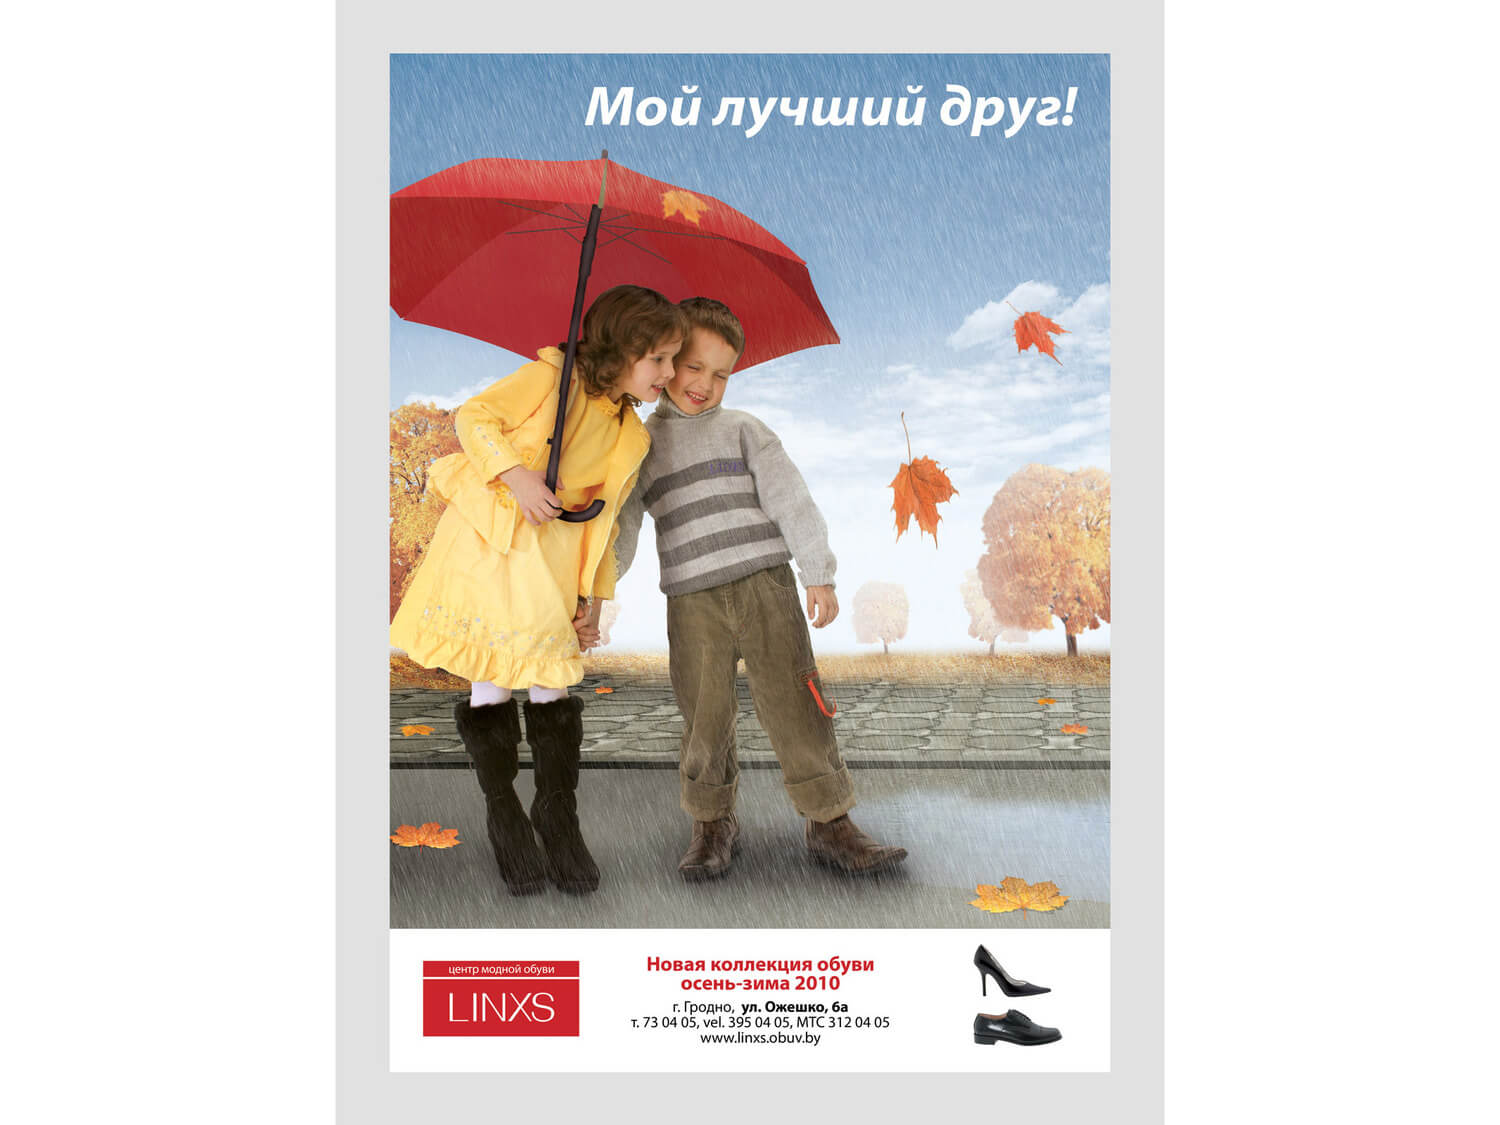 Мой лучший друг!
центр модной обуви
LINXS
Новая коллекция обуви
осень-зима 2010
г. Гродно, ул. Ожешко, 6а
т. 73 04 05, vel. 395 04 05, МТС 312 04 05
www.linxs.obuv.by